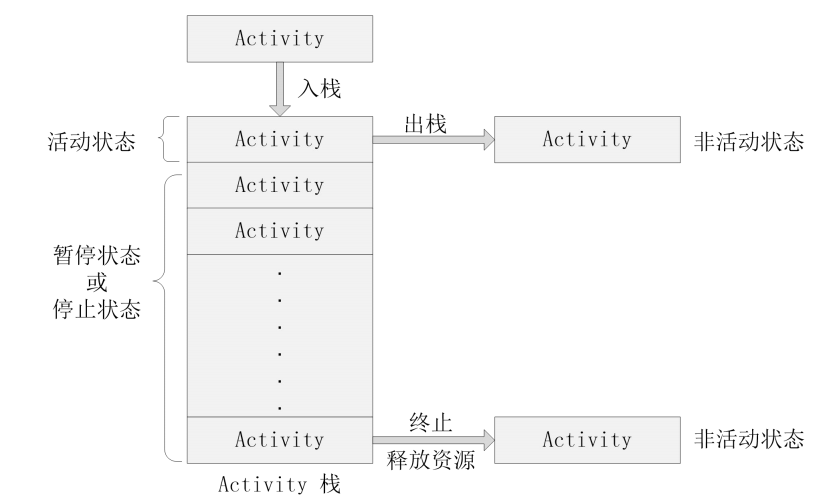 Activity
入栈
活动状态
Activity
出栈
Activity
非活动状态
Activity
Activity
暂停状态
或
停止状态
Activity
终止
释放资源
Activity
非活动状态
Activity 栈